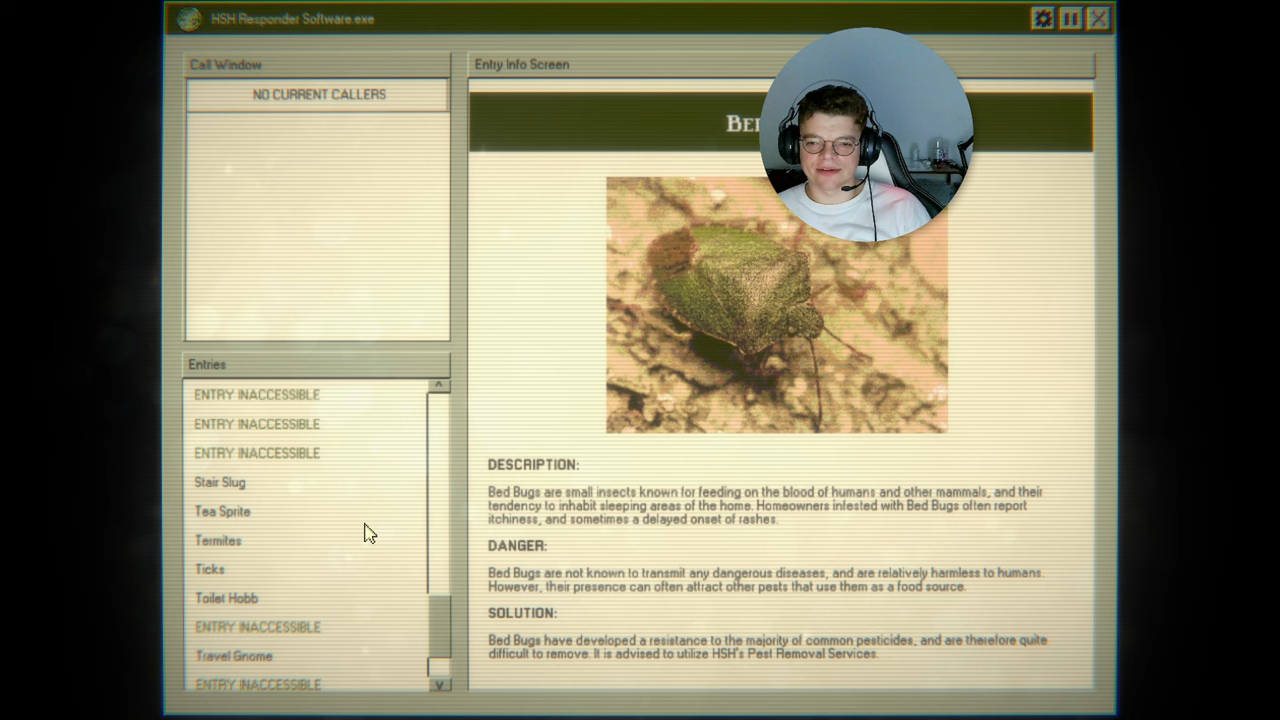 HSH Responder Software.exe
Call Window
NO CURRENT CALLERS
Entries
ENTRY INACCESSIBLE
ENTRY INACCESSIBLE
ENTRY INACCESSIBLE
Stair Slug
Tea Sprite
Termites
Ticks
Toilet Hobb
ENTRY INACCESSIBLE
Travel Gnome
ENTRY INACCESSIBLE
Entry Info Screen
DESCRIPTION:
Bed Bugs are small insects known for feeding on the blood of humans and other mammals, and their
tendency to inhabit sleeping areas of the home. Homeowners infested with Bed Bugs often report
itchiness, and sometimes a delayed onset of rashes.
DANGER:
Bed Bugs are not known to transmit any dangerous diseases, and are relatively harmless to humans.
However, their presence can often attract other pests that use them as a food source.
SOLUTION:
Bed Bugs have developed a resistance to the majority of common pesticides, and are therefore quite
difficult to remove. It is advised to utilize HSH's Pest Removal Services.